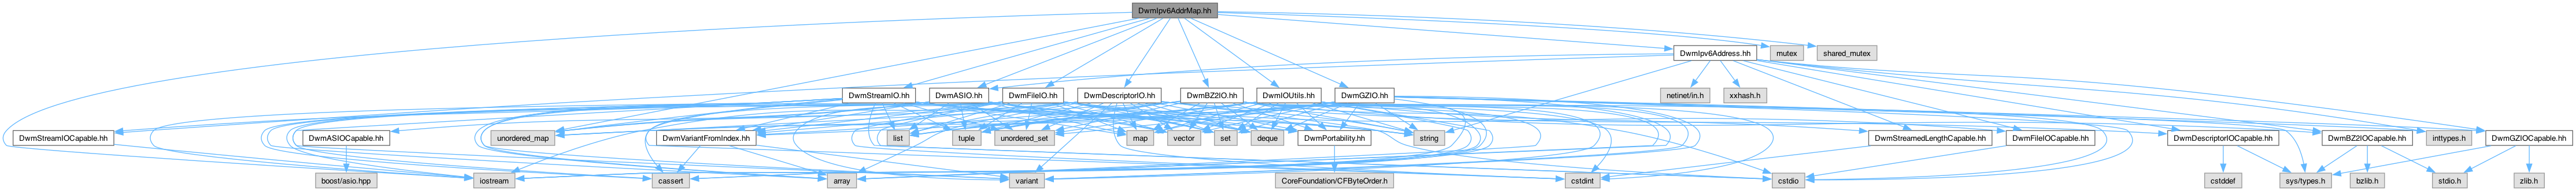 DwmIpv6AddrMap.hh
DwmIpv6Address.hh mutex shared_mutex
DwmStreamIO.hh DwmASIO.hh DwmFileIO.hh DwmDescriptorIO.hh DwmBZ2IO.hh DwmIOUtils.hh DwmGZIO.hh netinet/in.h xxhash.h
DwmStreamIOCapable.hh DwmASIOCapable.hh unordered_map DwmVariantFromIndex.hh list tuple unordered_set map vector set deque DwmPortability.hh string DwmStreamedLengthCapable.hh DwmFileIOCapable.hh DwmDescriptorIOCapable.hh DwmBZ2IOCapable.hh inttypes.h DwmGZIOCapable.hh
boost/asio.hpp iostream cassert array variant CoreFoundation/CFByteOrder.h cstdint cstdio cstddef sys/types.h bzlib.h stdio.h zlib.h